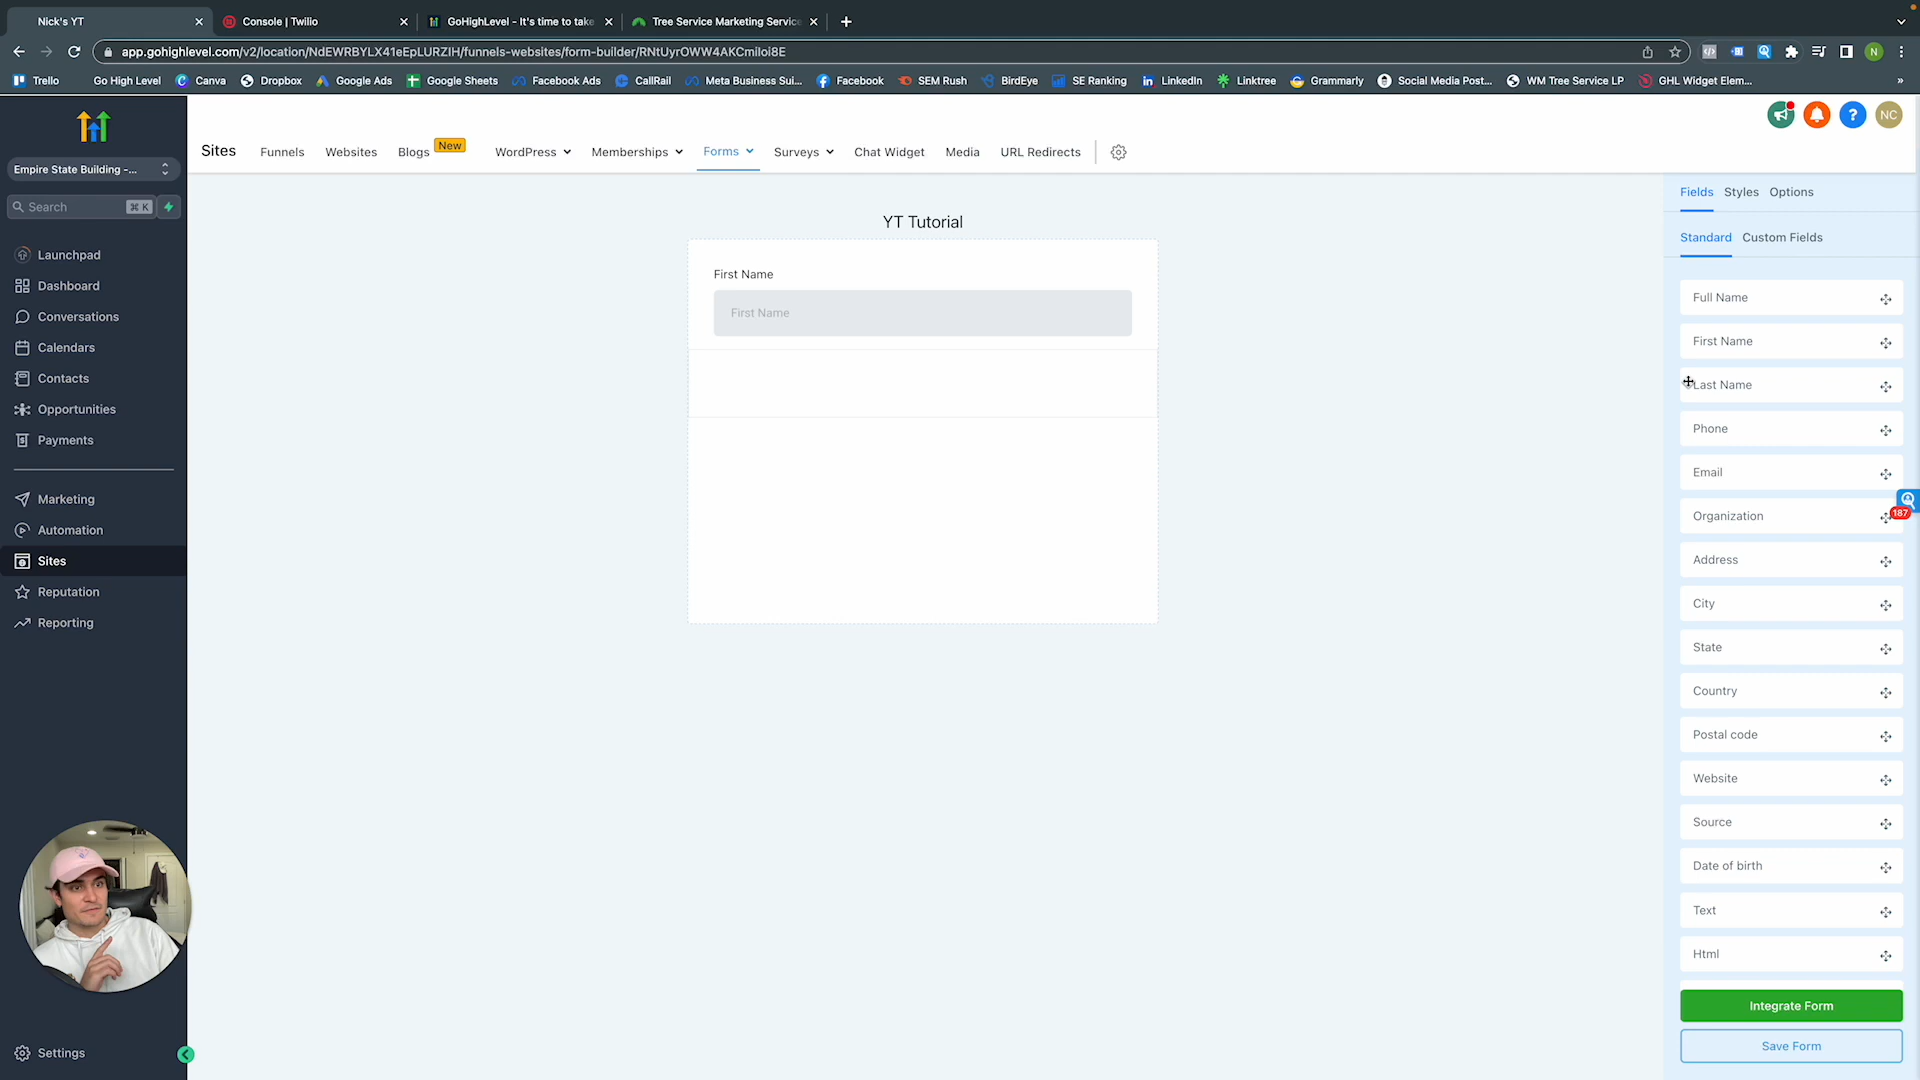 Nick's YT
Console | Twilio
GoHighLevel - It's time to take
Tree Service Marketing Service
app.gohighlevel.com/v2/location/NdEWRBYLX41eEpLURZIH/funnels-websites/form-builder/RNtUyrOWW4AKCmiIoi8E
N
Trello
Go High Level
Canva
Dropbox
Google Ads
Google Sheets
Facebook Ads
CallRail
Meta Business Sui...
Facebook
SEM Rush
BirdEye
SE Ranking
LinkedIn
Linktree
Grammarly
Social Media Post...
WM Tree Service LP
GHL Widget Elem...
»
NC
Sites
Funnels
Websites
Blogs
New
WordPress
Memberships
Forms
Surveys
Chat Widget
Media
URL Redirects
Empire State Building -...
Search
⌘ K
Launchpad
Dashboard
Conversations
Calendars
Contacts
Opportunities
Payments
Marketing
Automation
Sites
Reputation
Reporting
Settings
YT Tutorial
First Name
First Name
Fields
Styles
Options
Standard
Custom Fields
Full Name
First Name
Last Name
Phone
Email
Organization
187
Address
City
State
Country
Postal code
Website
Source
Date of birth
Text
Html
Integrate Form
Save Form